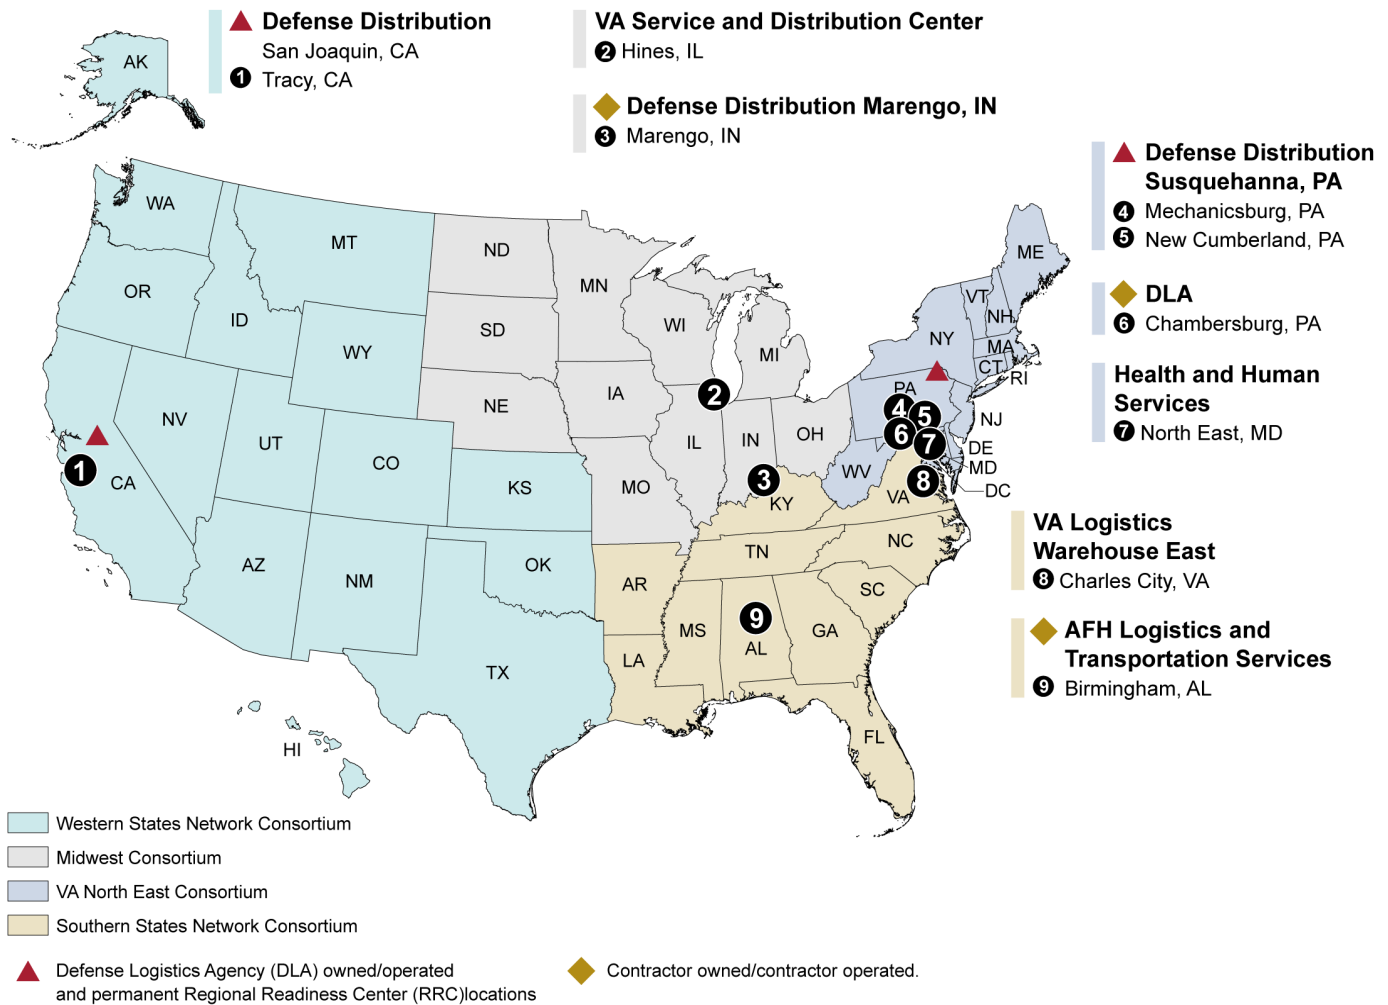 Defense Distribution
San Joaquin, CA
1 Tracy, CA
VA Service and Distribution Center
2 Hines, IL
Defense Distribution Marengo, IN
3 Marengo, IN
Defense Distribution
Susquehanna, PA
4 Mechanicsburg, PA
5 New Cumberland, PA
DLA
6 Chambersburg, PA
Health and Human
Services
7 North East, MD
VA Logistics
Warehouse East
8 Charles City, VA
AFH Logistics and
Transportation Services
9 Birmingham, AL
AK
WA
MT
ND
MN
OR
ID
SD
WI
MI
WY
NE
IA
NV
UT
CO
KS
MO
IL
IN
OH
CA
AZ
NM
OK
TX
HI
AR
LA
MS
AL
GA
FL
TN
KY
NC
SC
VA
WV
PA
NY
VT
NH
ME
MA
CT
RI
NJ
DE
MD
DC
1
2
3
4
5
6
7
8
9
Western States Network Consortium
Midwest Consortium
VA North East Consortium
Southern States Network Consortium
Defense Logistics Agency (DLA) owned/operated
and permanent Regional Readiness Center (RRC)locations
Contractor owned/contractor operated.